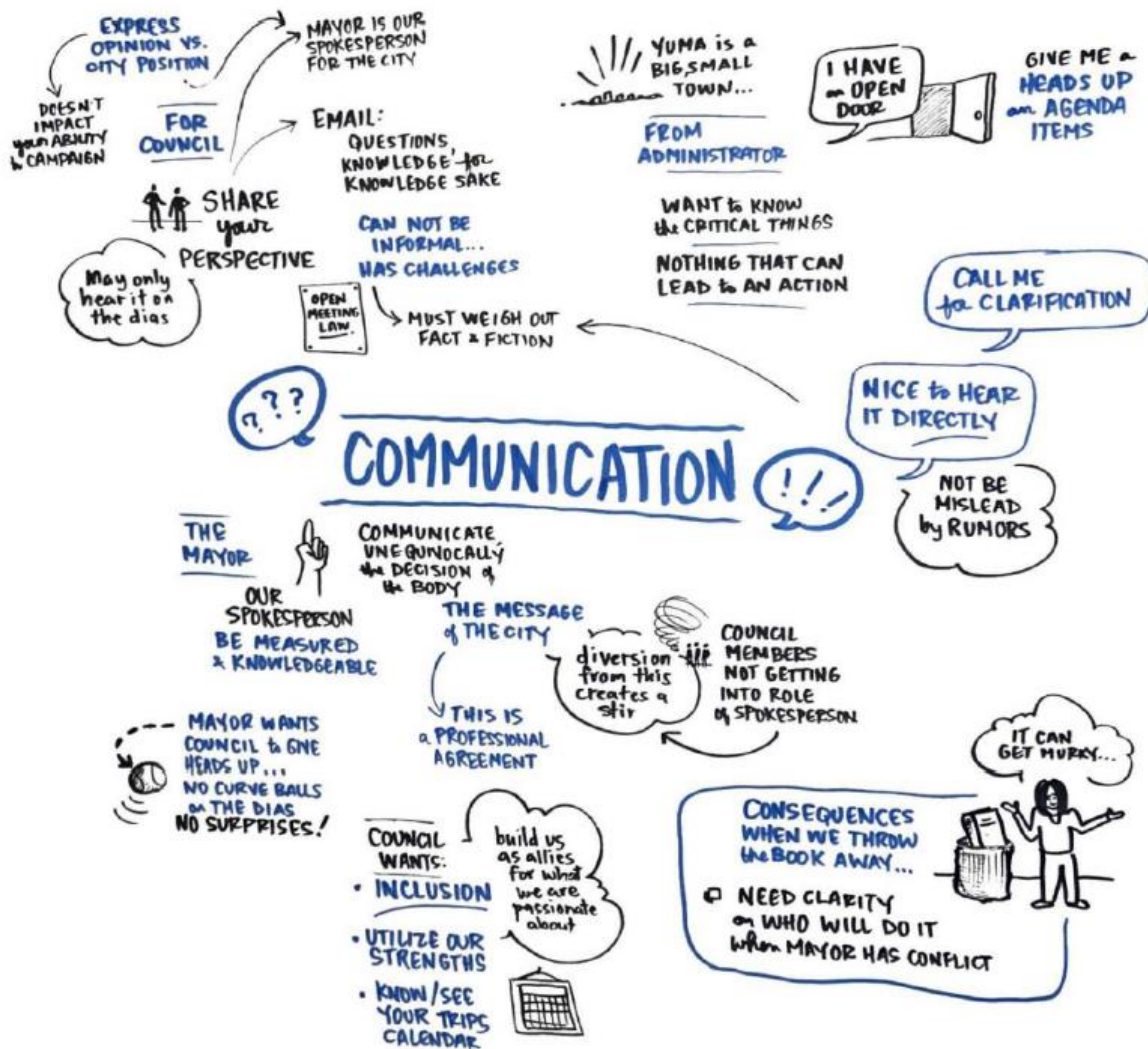 EXPRESS
OPINION VS.
CITY POSITION
DOESN'T
IMPACT
your ABILITY
to CAMPAIGN
FOR
COUNCIL
MAYOR IS OUR
SPOKESPERSON
FOR THE CITY
SHARE
your
PERSPECTIVE
May only
hear it on
the dias
EMAIL:
QUESTIONS,
KNOWLEDGE for
KNOWLEDGE SAKE
CAN NOT BE
INFORMAL...
HAS CHALLENGES
OPEN
MEETING
LAW
MUST WEIGH OUT
FACT & FICTION
YUMA is a
BIG, SMALL
TOWN...
FROM
ADMINISTRATOR
WANT to KNOW
the CRITICAL THINGS
NOTHING THAT CAN
LEAD to AN ACTION
I HAVE
an OPEN
DOOR
GIVE ME a
HEADS UP
on AGENDA
ITEMS
CALL ME
for CLARIFICATION
NICE to HEAR
IT DIRECTLY
NOT BE
MISLEAD
by RUMORS
???
COMMUNICATION
!!!
THE
MAYOR
OUR
SPOKESPERSON
BE MEASURED
& KNOWLEDGEABLE
COMMUNICATE
UNEQUNOCALLY
the DECISION of
the BODY
THE MESSAGE
of THE CITY
THIS IS
a PROFESSIONAL
AGREEMENT
diversion
from this
creates a
stir
COUNCIL
MEMBERS
NOT GETTING
INTO ROLE
of SPOKESPERSON
MAYOR WANTS
COUNCIL to GIVE
HEADS UP...
NO CURVE BALLS
on THE DIAS
NO SURPRISES!
COUNCIL
WANTS:
• INCLUSION
• UTILIZE OUR
STRENGTHS
• KNOW/SEE
YOUR TRIPS
CALENDAR
build us
as allies
for what
we are
passionate
about
IT CAN
GET MURKY...
CONSEQUENCES
WHEN WE THROW
the BOOK AWAY...
NEED CLARITY
on WHO WILL DO IT
when MAYOR HAS CONFLICT